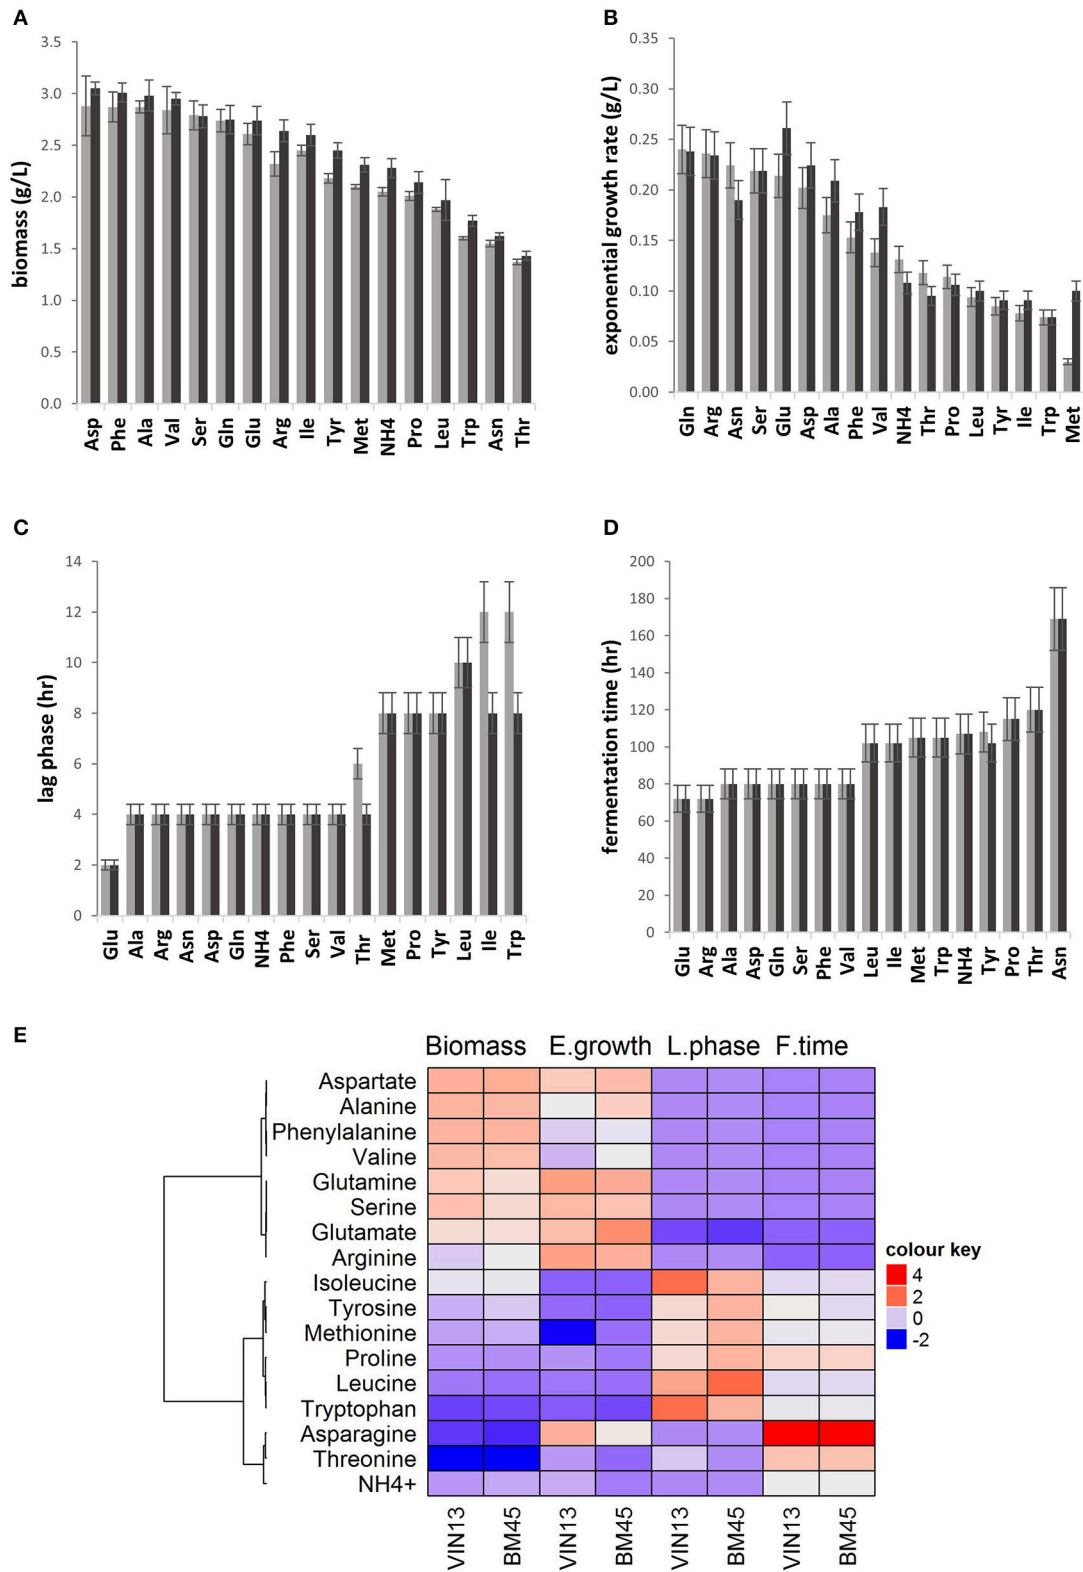 A
3.5
3.0
2.5
2.0
1.5
1.0
0.5
0.0
biomass (g/L)
Asp Phe Ala Val Ser Gln Glu Arg Ile Tyr Met NH4 Pro Leu Trp Asn Thr
B
0.35
0.30
0.25
0.20
0.15
0.10
0.05
0.00
exponential growth rate (g/L)
Gln Arg Asn Ser Glu Asp Ala Phe Val NH4 Thr Pro Leu Tyr Ile Trp Met
C
14
12
10
8
6
4
2
0
lag phase (hr)
Glu Ala Arg Asn Asp Gln NH4 Phe Ser Val Thr Met Pro Tyr Leu Ile Trp
D
200
180
160
140
120
100
80
60
40
20
0
fermentation time (hr)
Glu Arg Ala Asp Gln Ser Phe Val Leu Ile Met Trp NH4 Tyr Pro Thr Asn
E
Biomass E.growth L.phase F.time
Aspartate
Alanine
Phenylalanine
Valine
Glutamine
Serine
Glutamate
Arginine
Isoleucine
Tyrosine
Methionine
Proline
Leucine
Tryptophan
Asparagine
Threonine
NH4+
VIN13 BM45 VIN13 BM45 VIN13 BM45 VIN13 BM45
colour key
4
2
0
-2